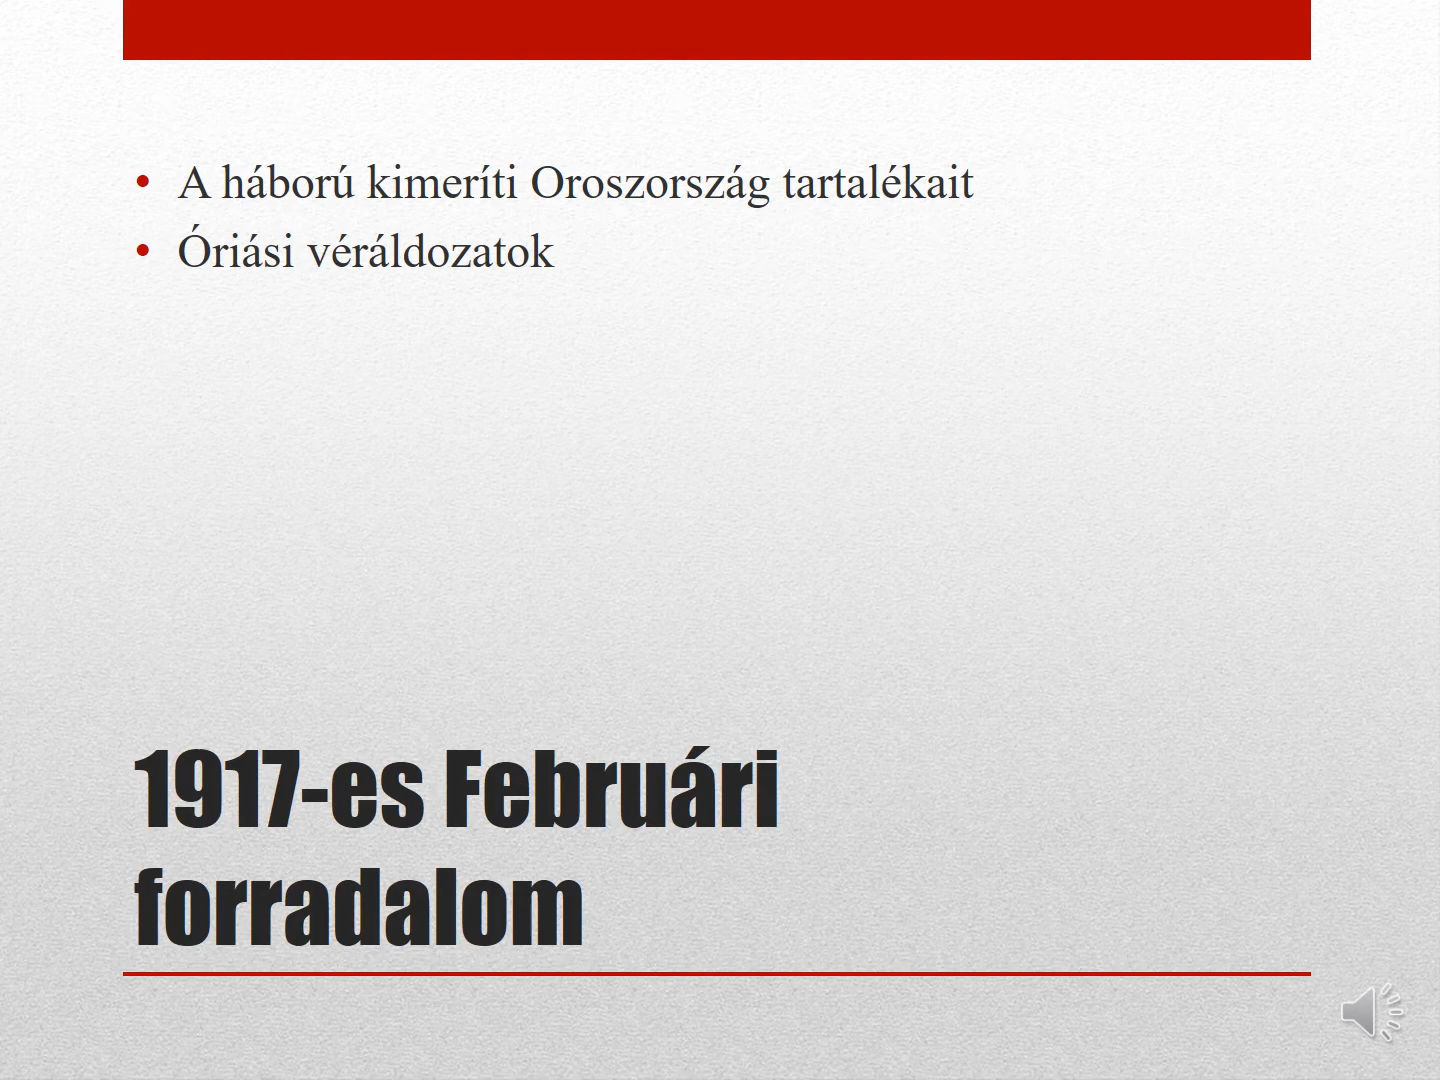 • A háború kimeríti Oroszország tartalékait
• Óriási véráldozatok
1917-es Februári
forradalom